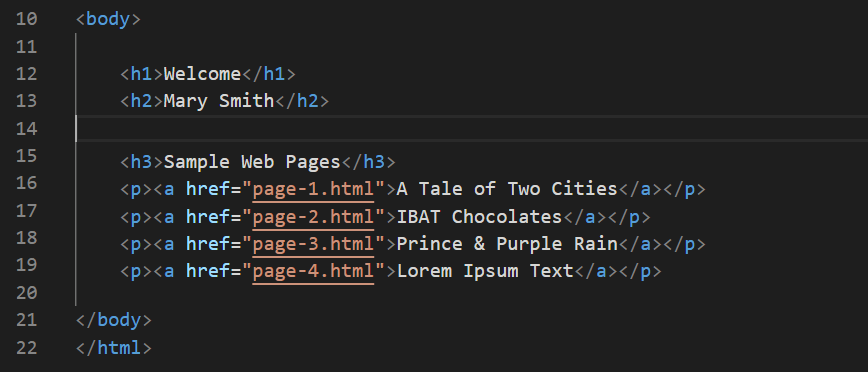 10 <body>
11
12 <h1>Welcome</h1>
13 <h2>Mary Smith</h2>
14
15 <h3>Sample Web Pages</h3>
16 <p><a href="page-1.html">A Tale of Two Cities</a></p>
17 <p><a href="page-2.html">IBAT Chocolates</a></p>
18 <p><a href="page-3.html">Prince & Purple Rain</a></p>
19 <p><a href="page-4.html">Lorem Ipsum Text</a></p>
20
21 </body>
22 </html>